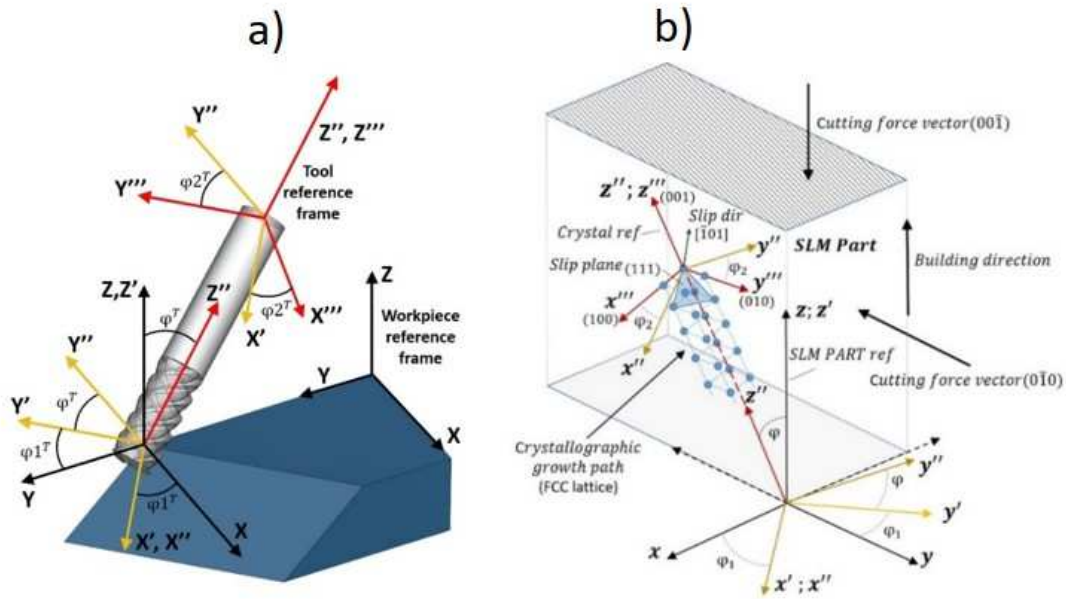 a)
Y''
Z'', Z'''
φ2ᵀ
Y'''
Tool
reference
frame
Z,Z'
Z''
φᵀ
φ2ᵀ
X'
X'''
Z
Workpiece
reference
frame
Y''
Y'
φᵀ
φ1ᵀ
Y
φ1ᵀ
X', X''
X
Y
X
b)
Cutting force vector(001̄)
z''; z'''
(001)
Slip dir
[1̄01]
Crystal ref
y''
SLM Part
Slip plane
(111)
φ₂
y'''
(010)
Building direction
x'''
(100)
φ₂
x''
z; z'
SLM PART ref
Cutting force vector(01̄0)
z''
φ
Crystallographic
growth path
(FCC lattice)
y''
φ
y'
φ₁
x
φ₁
y
x' ; x''